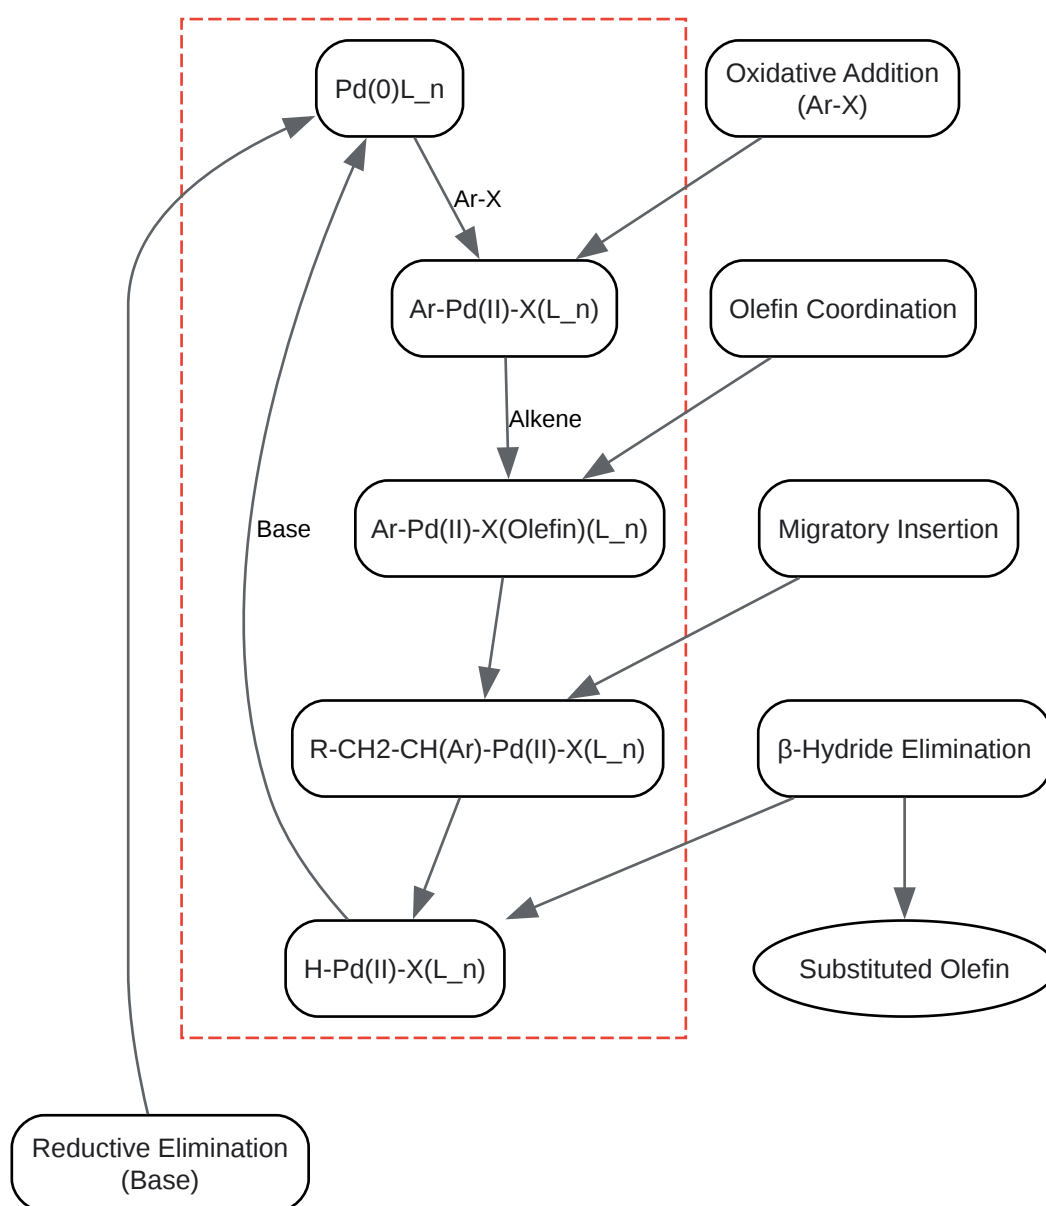 Pd(0)L_n
Oxidative Addition
(Ar-X)
Ar-X
Ar-Pd(II)-X(L_n)
Olefin Coordination
Alkene
Ar-Pd(II)-X(Olefin)(L_n)
Migratory Insertion
Base
R-CH2-CH(Ar)-Pd(II)-X(L_n)
β-Hydride Elimination
H-Pd(II)-X(L_n)
Substituted Olefin
Reductive Elimination
(Base)